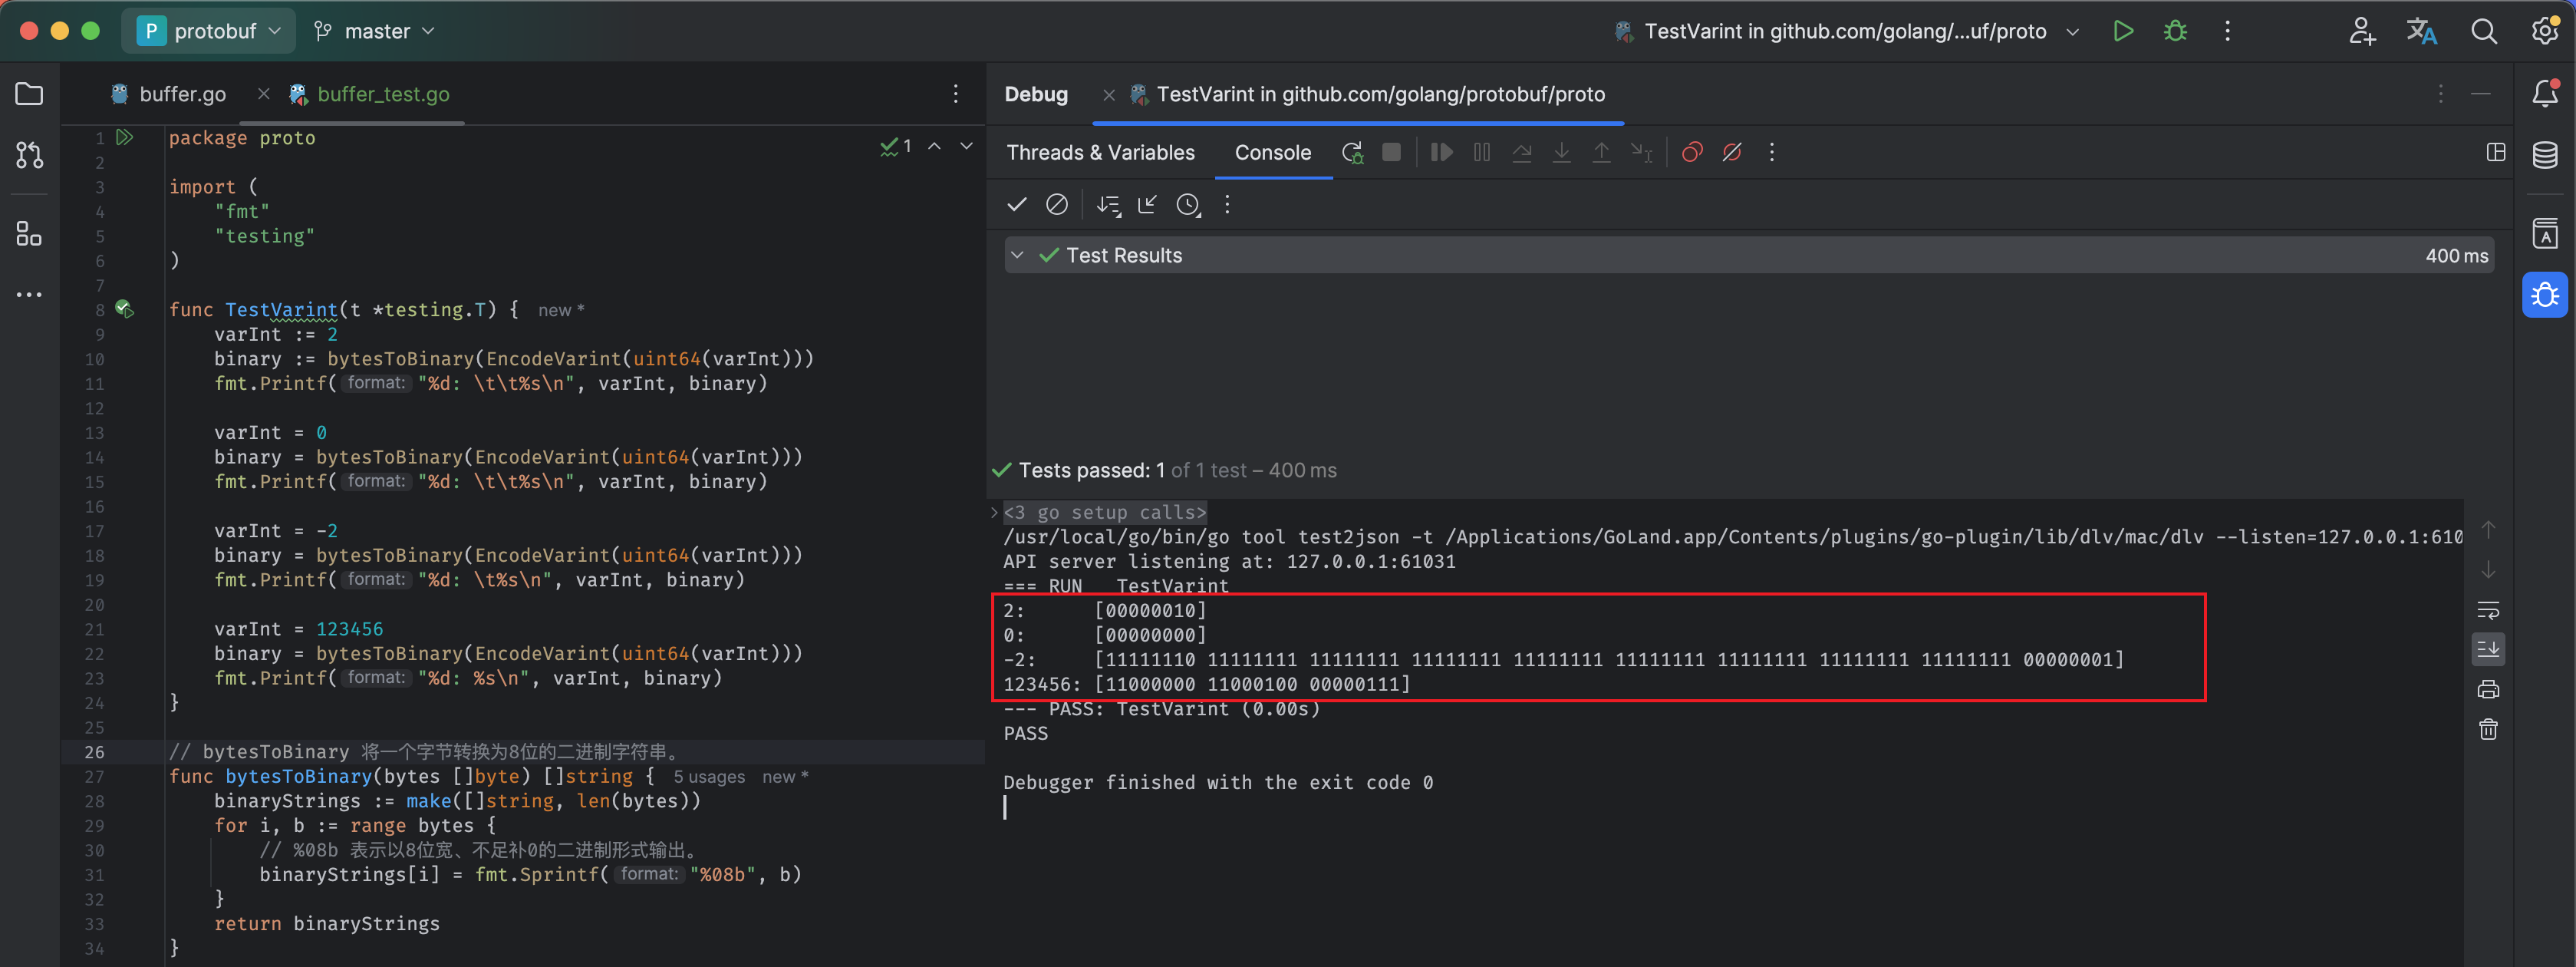 P protobuf master TestVarint in github.com/golang/...uf/proto
buffer.go buffer_test.go
1 package proto
2
3 import (
4 "fmt"
5 "testing"
6 )
7
8 func TestVarint(t *testing.T) { new *
9 varInt := 2
10 binary := bytesToBinary(EncodeVarint(uint64(varInt)))
11 fmt.Printf( format: "%d: \t\t%s\n", varInt, binary)
12
13 varInt = 0
14 binary = bytesToBinary(EncodeVarint(uint64(varInt)))
15 fmt.Printf( format: "%d: \t\t%s\n", varInt, binary)
16
17 varInt = -2
18 binary = bytesToBinary(EncodeVarint(uint64(varInt)))
19 fmt.Printf( format: "%d: \t%s\n", varInt, binary)
20
21 varInt = 123456
22 binary = bytesToBinary(EncodeVarint(uint64(varInt)))
23 fmt.Printf( format: "%d: %s\n", varInt, binary)
24 }
25
26 // bytesToBinary 将一个字节转换为8位的二进制字符串。
27 func bytesToBinary(bytes []byte) []string { 5 usages new *
28 binaryStrings := make([]string, len(bytes))
29 for i, b := range bytes {
30 // %08b 表示以8位宽、不足补0的二进制形式输出。
31 binaryStrings[i] = fmt.Sprintf( format: "%08b", b)
32 }
33 return binaryStrings
34 }
1
Debug TestVarint in github.com/golang/protobuf/proto
Threads & Variables Console
Test Results 400 ms
Tests passed: 1 of 1 test – 400 ms
<3 go setup calls>
/usr/local/go/bin/go tool test2json -t /Applications/GoLand.app/Contents/plugins/go-plugin/lib/dlv/mac/dlv --listen=127.0.0.1:610
API server listening at: 127.0.0.1:61031
=== RUN TestVarint
2: [00000010]
0: [00000000]
-2: [11111110 11111111 11111111 11111111 11111111 11111111 11111111 11111111 11111111 00000001]
123456: [11000000 11000100 00000111]
--- PASS: TestVarint (0.00s)
PASS
Debugger finished with the exit code 0